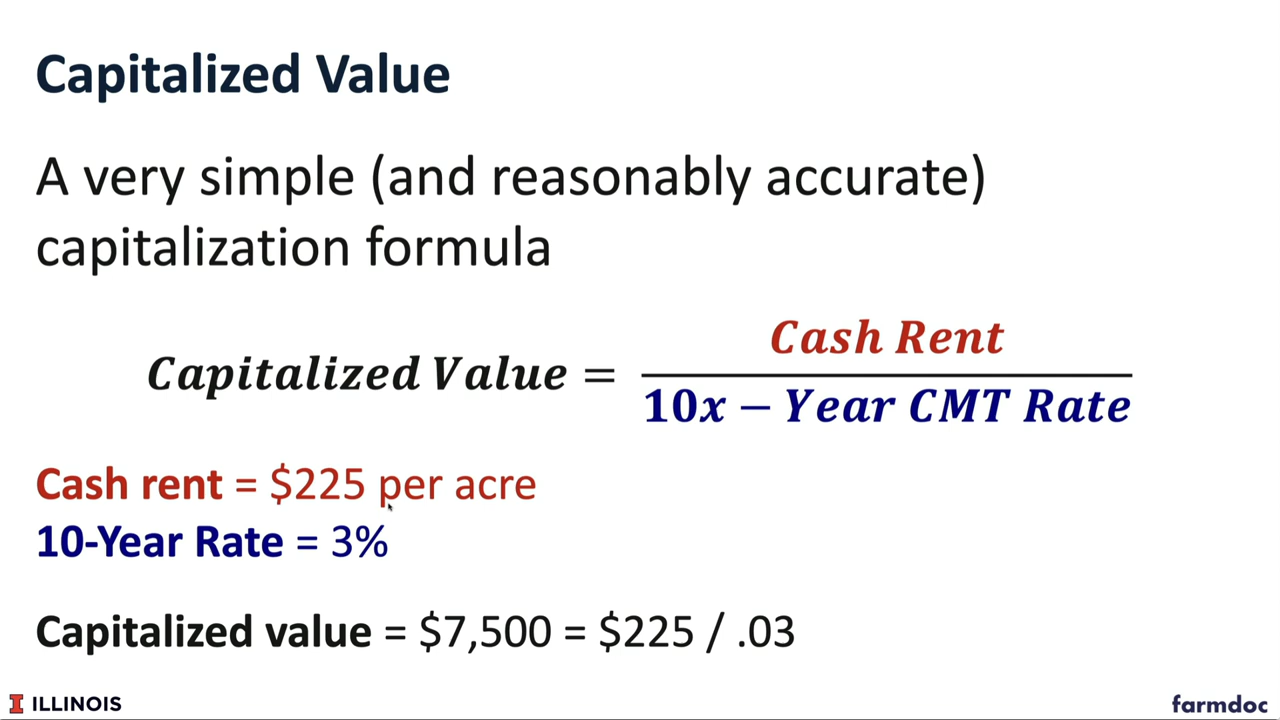 Capitalized Value
A very simple (and reasonably accurate)
capitalization formula
Capitalized Value = Cash Rent / 10x − Year CMT Rate
Cash rent = $225 per acre
10-Year Rate = 3%
Capitalized value = $7,500 = $225 / .03
I ILLINOIS
farmdoc